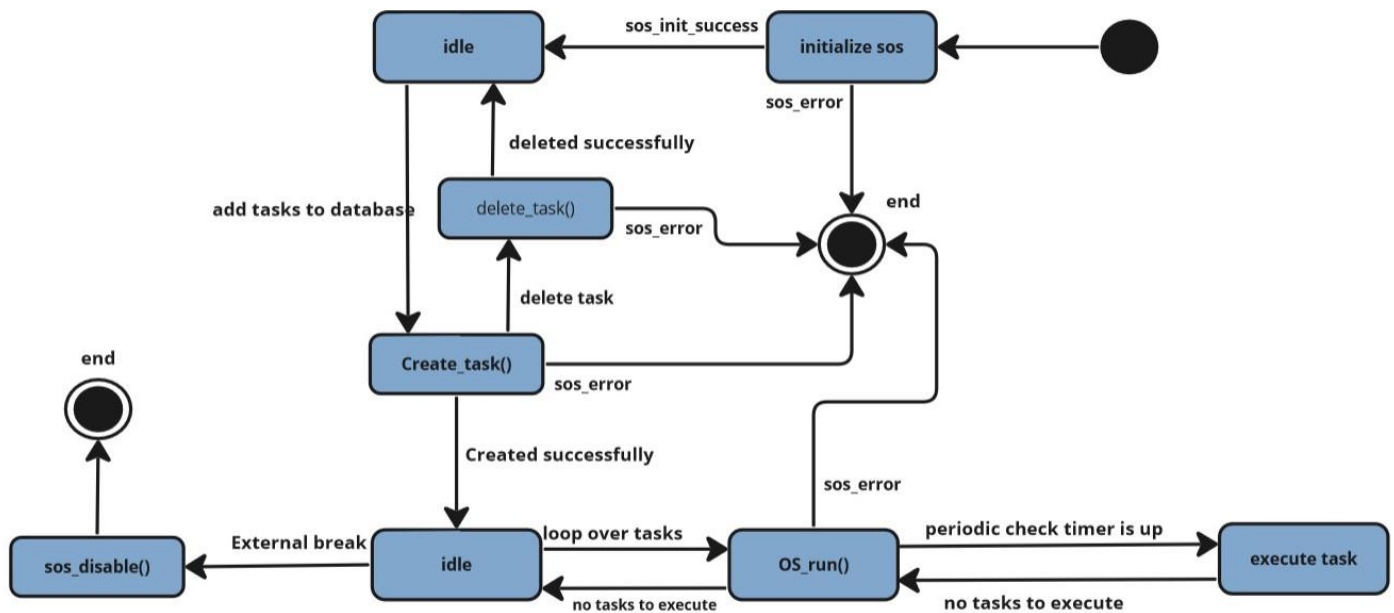 sos_init_success
idle
initialize sos
sos_error
deleted successfully
end
add tasks to database
delete_task()
sos_error
delete task
end
Create_task()
sos_error
Created successfully
sos_error
External break
loop over tasks
periodic check timer is up
sos_disable()
idle
OS_run()
execute task
no tasks to execute
no tasks to execute